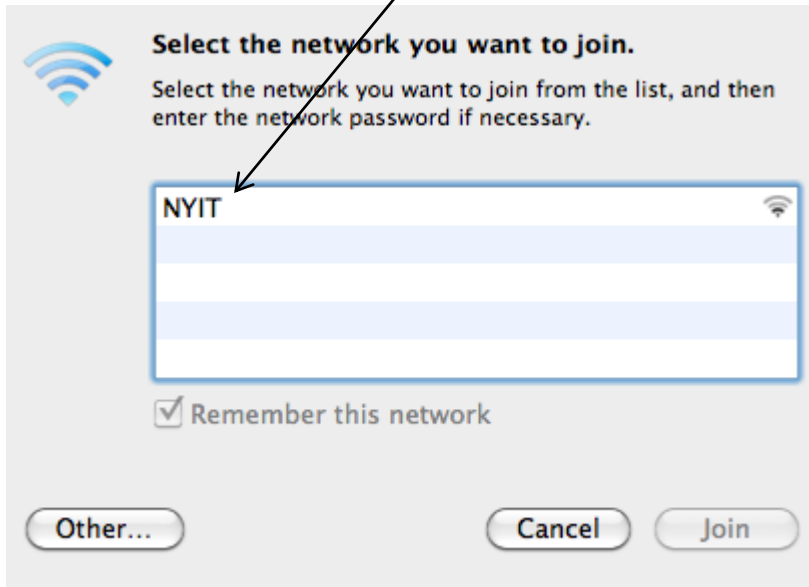 Select the network you want to join.
Select the network you want to join from the list, and then
enter the network password if necessary.
NYIT
Remember this network
Other...
Cancel
Join